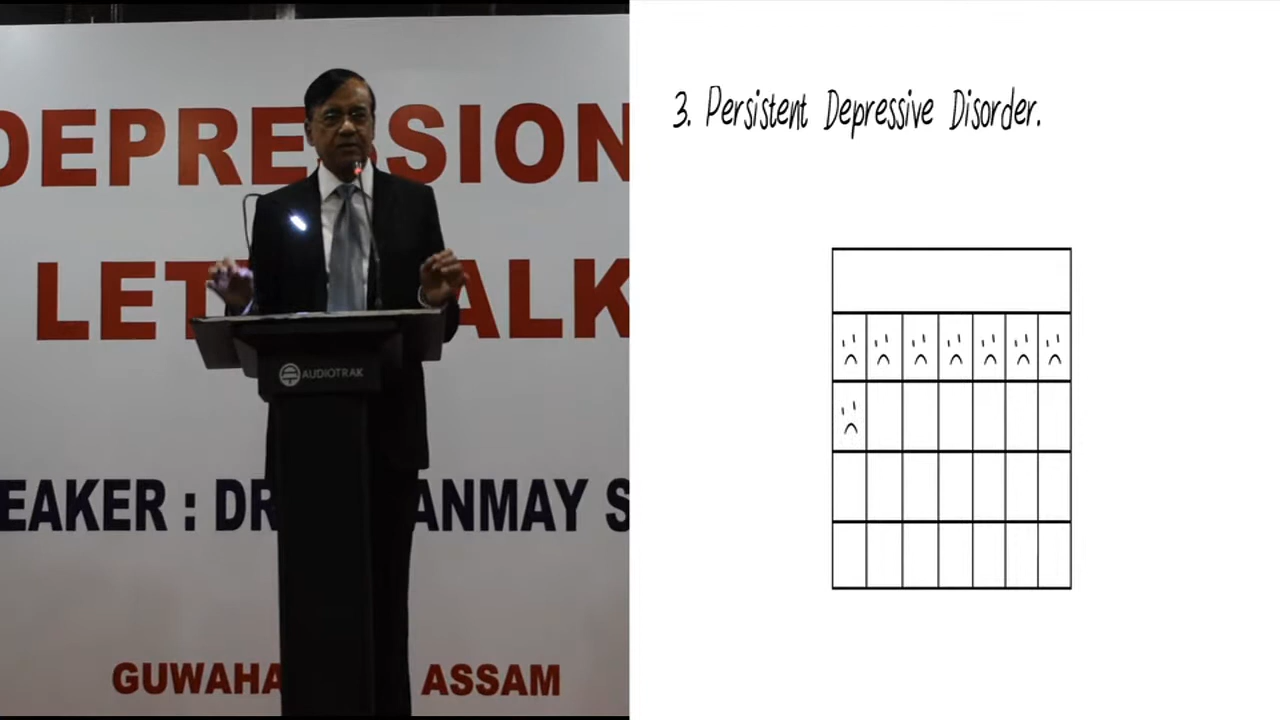 DEPRESSION
LET ALK
EAKER : DR ANMAY S
GUWAHA ASSAM
AUDIOTRAK
3. Persistent Depressive Disorder.